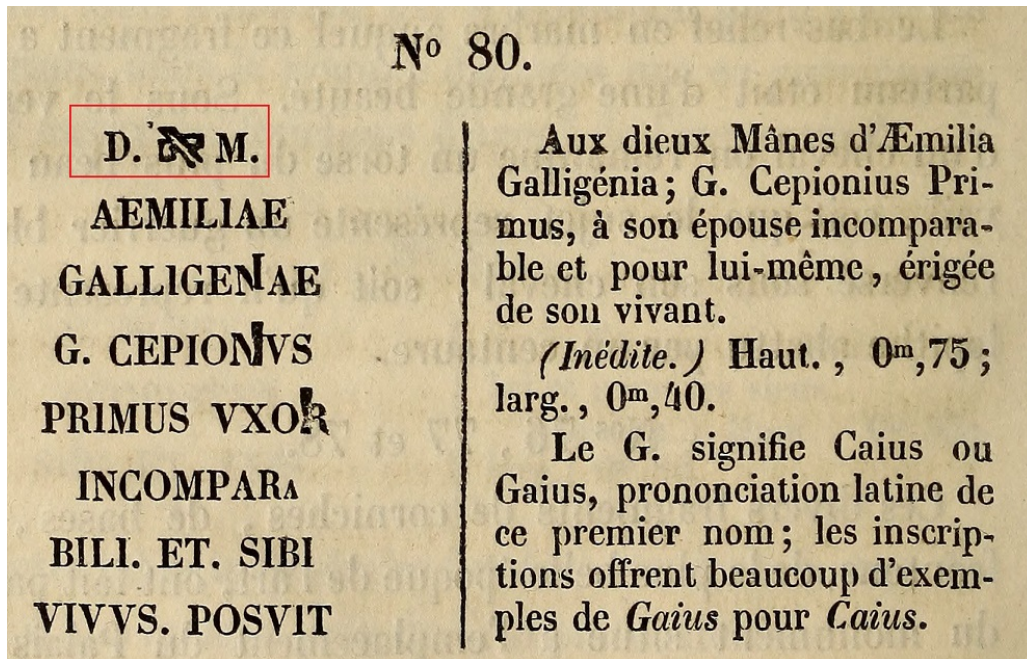 Nº 80.
D. M.
AEMILIAE
GALLIGENIAE
G. CEPIONIVS
PRIMUS VXOR
INCOMPARA
BILI. ET. SIBI
VIVVS. POSVIT
Aux dieux Mânes d'Æmilia
Galligénia; G. Cepionius Pri-
mus, à son épouse incompara-
ble et pour lui-même, érigée
de son vivant.
(Inédite.) Haut., 0m,75;
larg., 0m,40.
Le G. signifie Caius ou
Gaius, prononciation latine de
ce premier nom; les inscrip-
tions offrent beaucoup d'exem-
ples de Gaius pour Caius.